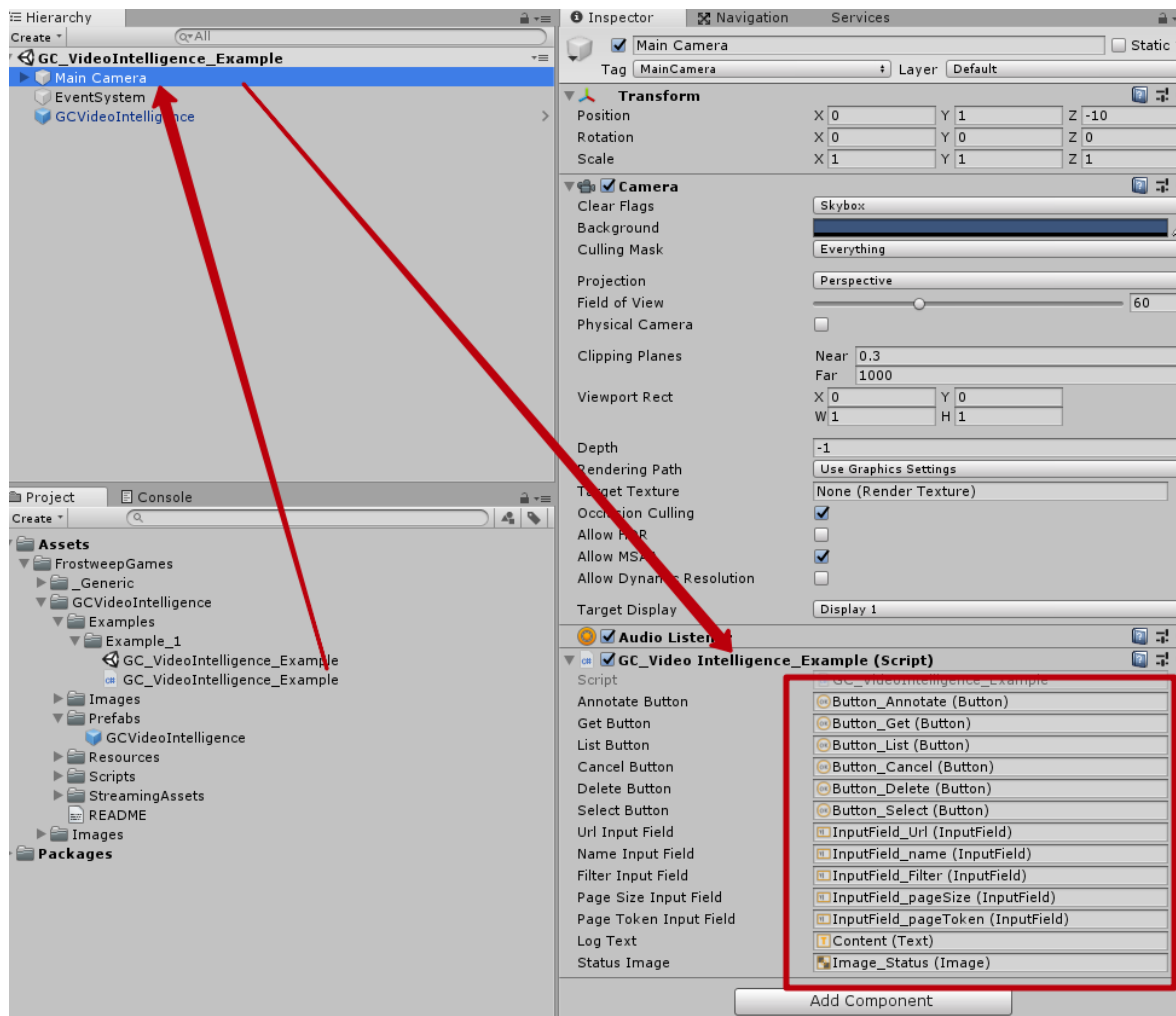 Hierarchy
Create
All
GC_VideoIntelligence_Example
Main Camera
EventSystem
GCVideoIntelligence
Project
Console
Create
Assets
FrostweepGames
_Generic
GCVideoIntelligence
Examples
Example_1
GC_VideoIntelligence_Example
GC_VideoIntelligence_Example
Images
Prefabs
GCVideoIntelligence
Resources
Scripts
StreamingAssets
README
Images
Packages
Inspector Navigation Services
Main Camera Static
Tag MainCamera Layer Default
Transform
Position X 0 Y 1 Z -10
Rotation X 0 Y 0 Z 0
Scale X 1 Y 1 Z 1
Camera
Clear Flags Skybox
Background
Culling Mask Everything
Projection Perspective
Field of View 60
Physical Camera
Clipping Planes Near 0.3
Far 1000
Viewport Rect X 0 Y 0
W 1 H 1
Depth -1
Rendering Path Use Graphics Settings
Target Texture None (Render Texture)
Occlusion Culling
Allow HDR
Allow MSAA
Allow Dynamic Resolution
Target Display Display 1
Audio Listener
GC_Video Intelligence_Example (Script)
Script GC_VideoIntelligence_Example
Annotate Button Button_Annotate (Button)
Get Button Button_Get (Button)
List Button Button_List (Button)
Cancel Button Button_Cancel (Button)
Delete Button Button_Delete (Button)
Select Button Button_Select (Button)
Url Input Field InputField_Url (InputField)
Name Input Field InputField_name (InputField)
Filter Input Field InputField_Filter (InputField)
Page Size Input Field InputField_pageSize (InputField)
Page Token Input Field InputField_pageToken (InputField)
Log Text Content (Text)
Status Image Image_Status (Image)
Add Component